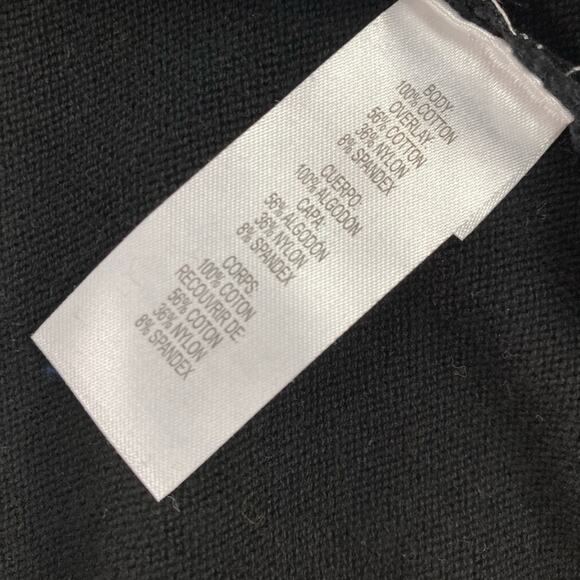 BODY:
100% COTTON
OVERLAY:
56% COTTON
36% NYLON
8% SPANDEX
CUERPO:
100% ALGODÓN
CAPA:
56% ALGODÓN
36% NYLON
8% SPANDEX
CORPS:
100% COTON
RECOUVRIR DE:
56% COTON
36% NYLON
8% SPANDEX